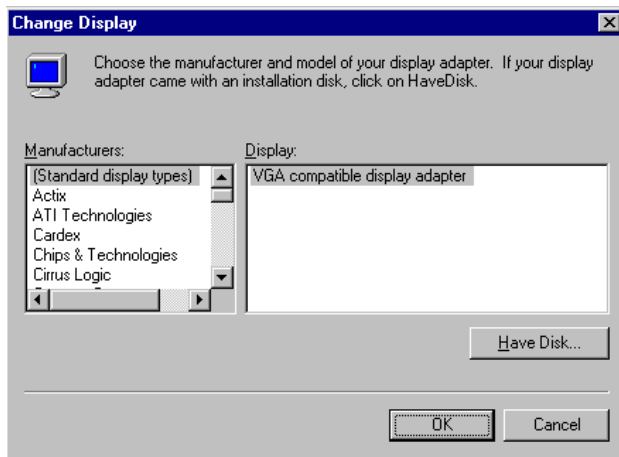 Change Display
Choose the manufacturer and model of your display adapter. If your display
adapter came with an installation disk, click on HaveDisk.
Manufacturers:
(Standard display types)
Actix
ATI Technologies
Cardex
Chips & Technologies
Cirrus Logic
Display:
VGA compatible display adapter
Have Disk...
OK
Cancel